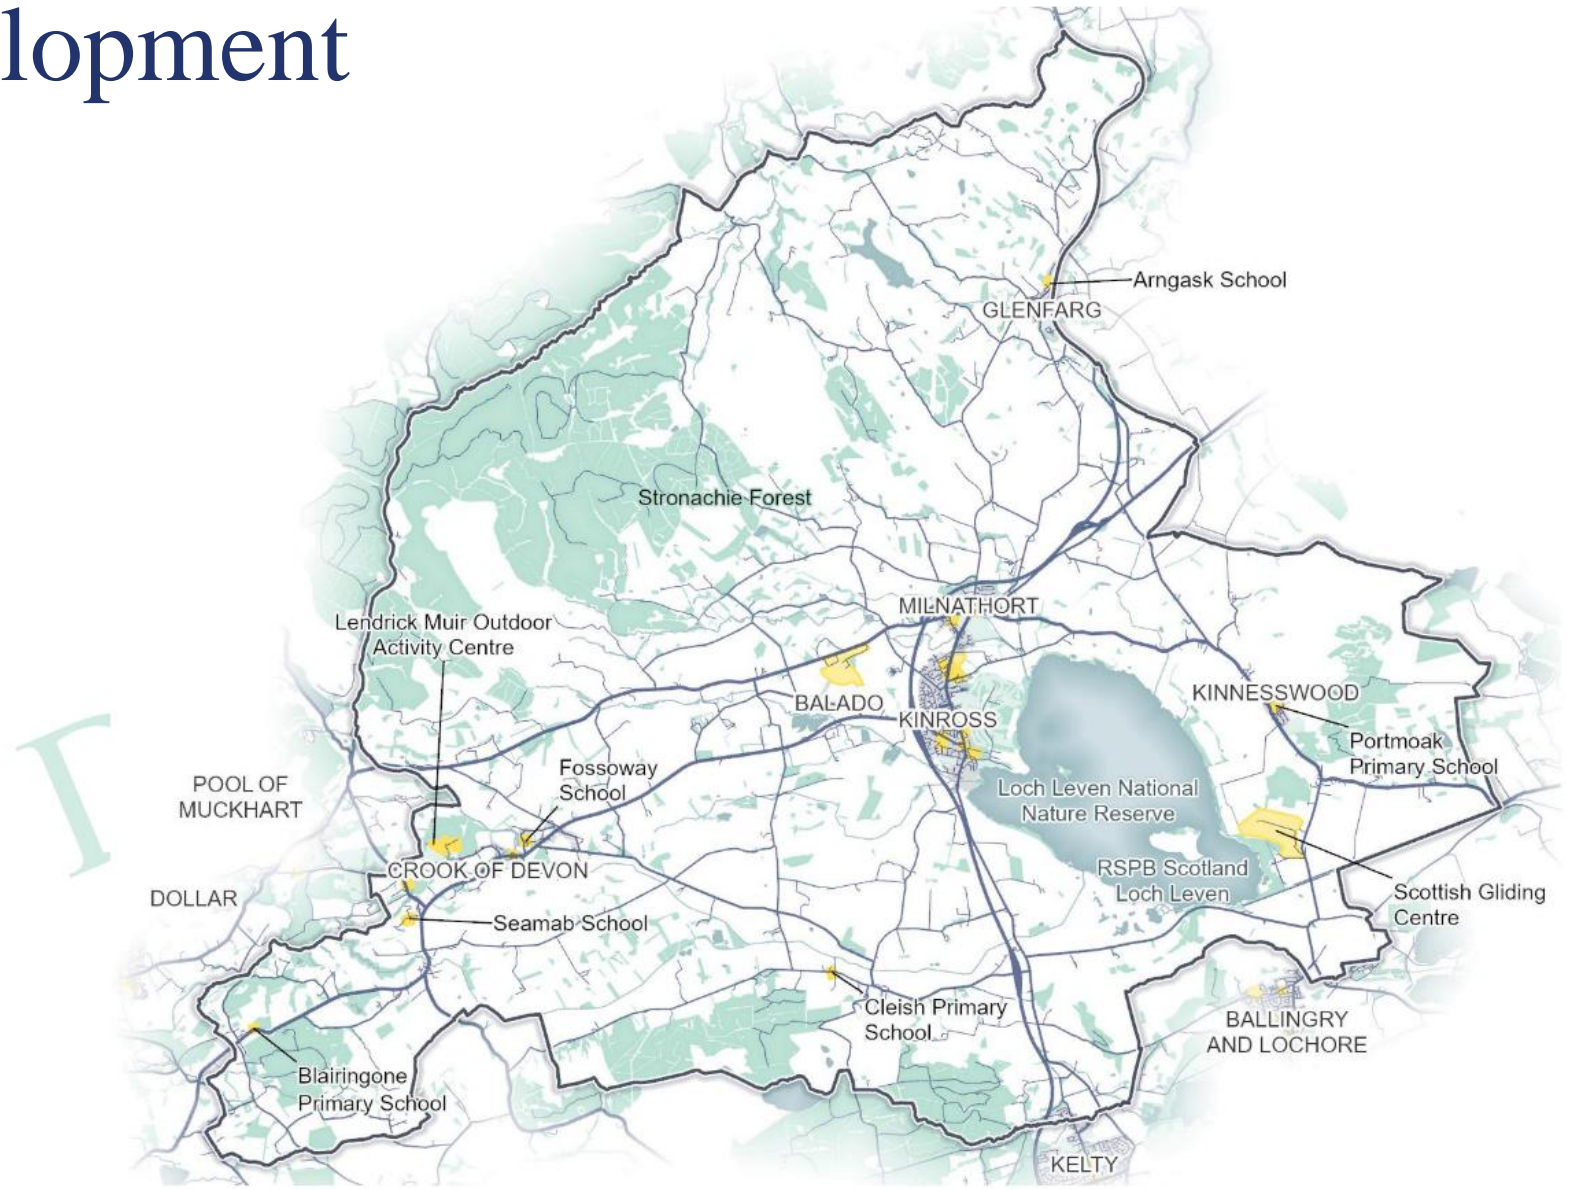 lopment
Arngask School
GLENFARG
Stronachie Forest
MILNATHORT
Lendrick Muir Outdoor
Activity Centre
KINNESSWOOD
BALADO
KINROSS
Portmoak
Primary School
Fossoway
School
POOL OF
MUCKHART
Loch Leven National
Nature Reserve
CROOK OF DEVON
RSPB Scotland
Loch Leven
DOLLAR
Scottish Gliding
Centre
Seamab School
Cleish Primary
School
BALLINGRY
AND LOCHORE
Blairingone
Primary School
KELTY